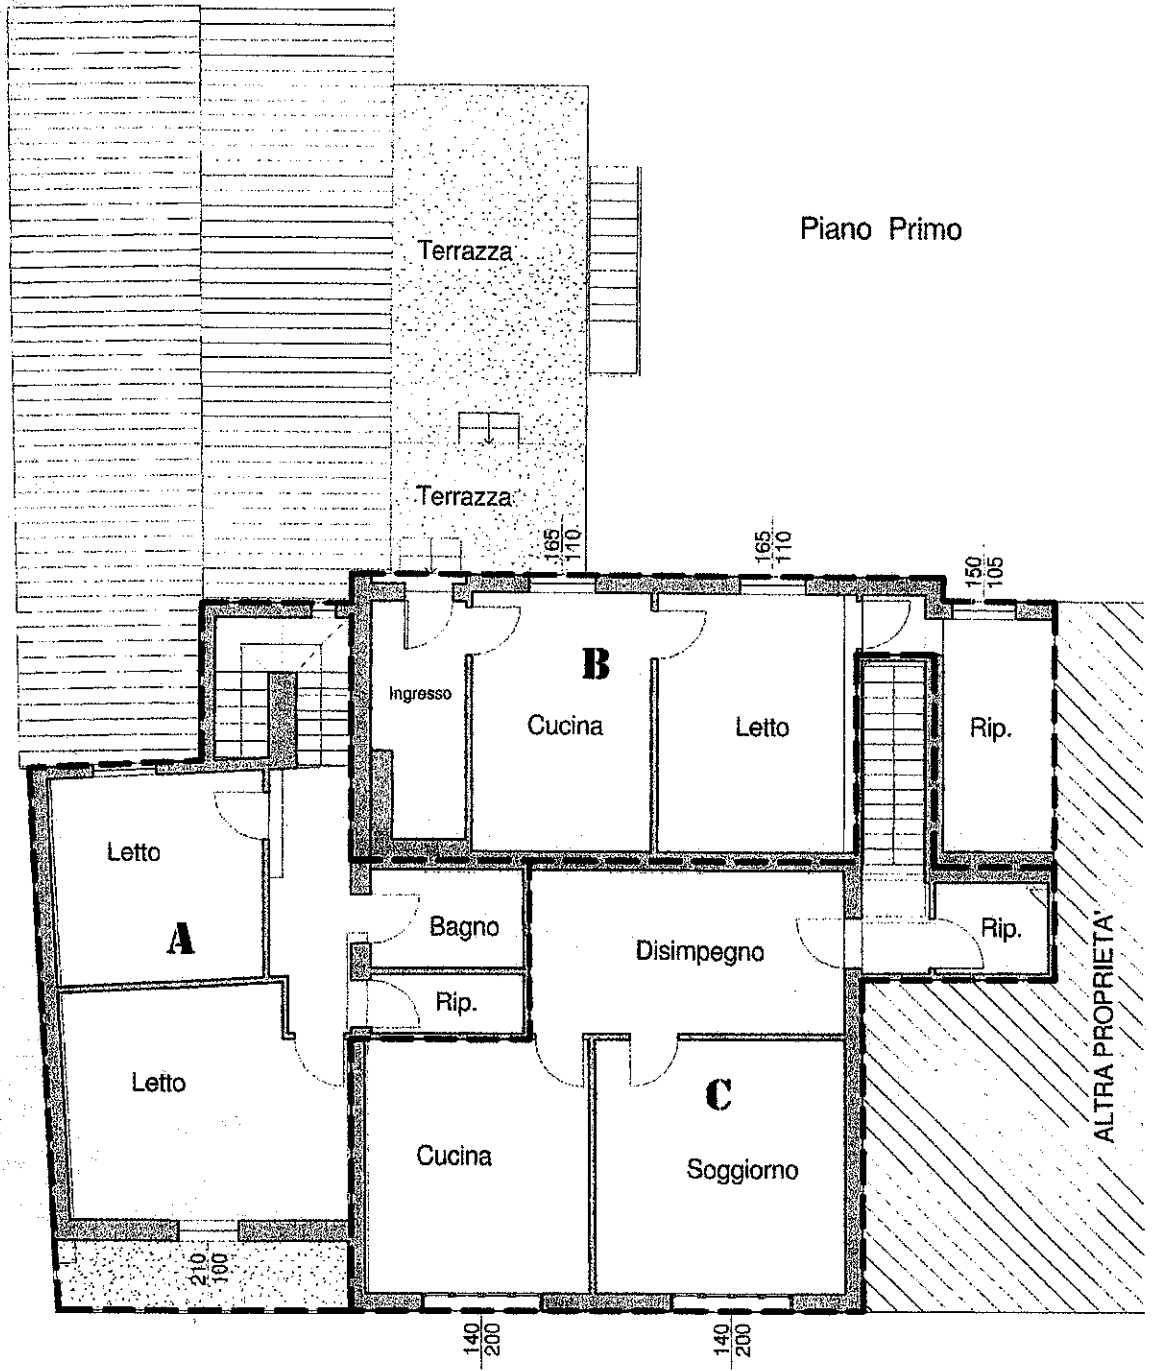 Piano Primo
Terrazza
Terrazza
165
110
165
110
150
105
Ingresso
B
Cucina
Letto
Rip.
Letto
A
Bagno
Rip.
Disimpegno
Rip.
ALTRA PROPRIETA'
Letto
C
Cucina
Soggiorno
210
100
140
200
140
200